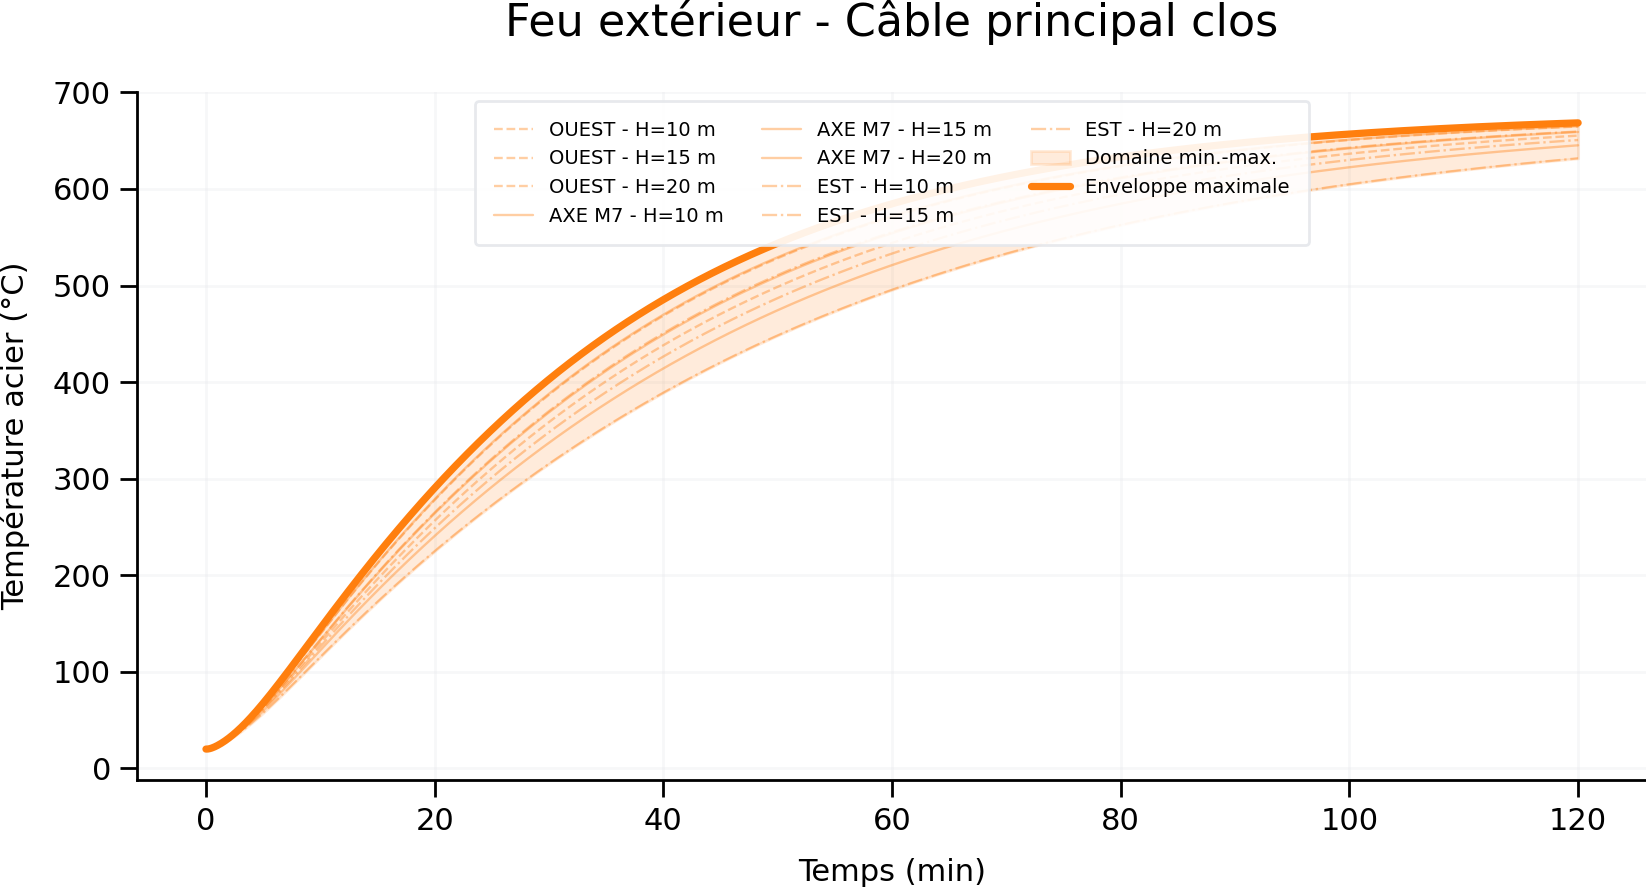 Feu extérieur - Câble principal clos
Température acier (°C)
700
600
500
400
300
200
100
0
OUEST - H=10 m
OUEST - H=15 m
OUEST - H=20 m
AXE M7 - H=10 m
AXE M7 - H=15 m
AXE M7 - H=20 m
EST - H=10 m
EST - H=15 m
EST - H=20 m
Domaine min.-max.
Enveloppe maximale
0
20
40
60
80
100
120
Temps (min)